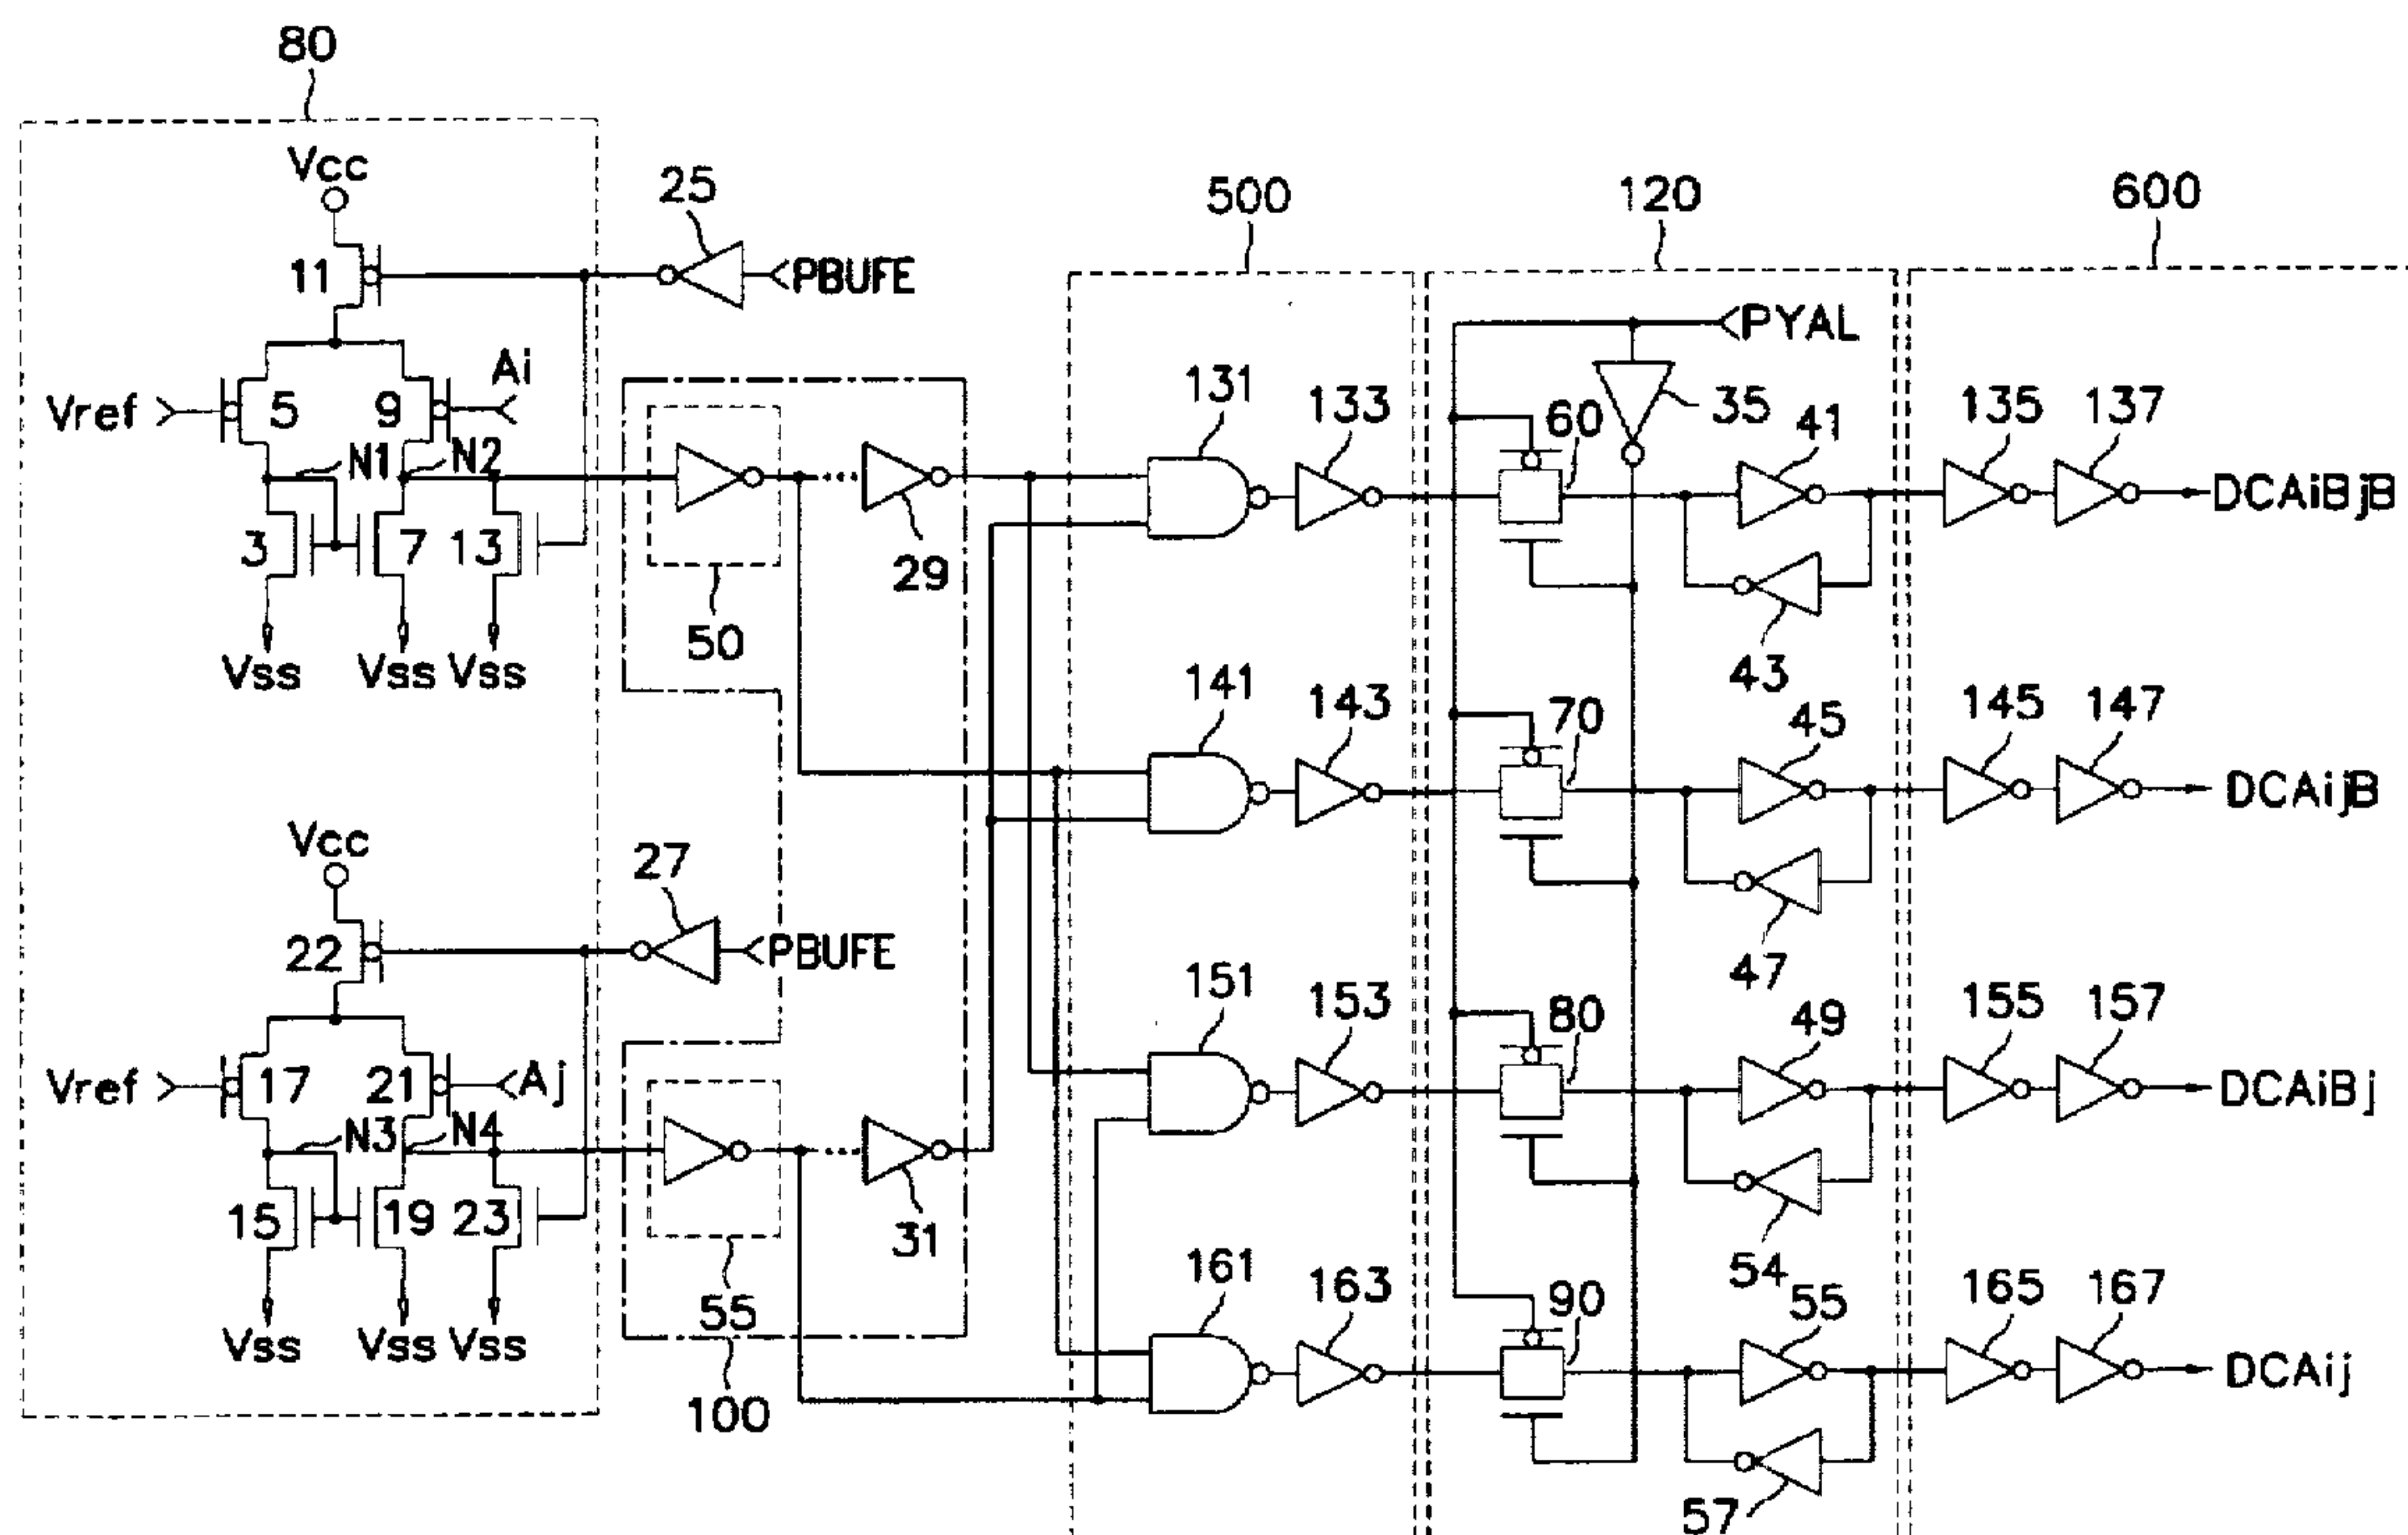 80
Vcc
25
500
120
600
11
PBUFE
PYAL
Ai
131
133
60
35
41
135
137
Vref
5
9
N1
N2
DCAiBjB
3
7
13
29
50
43
Vss
Vss
Vss
141
143
70
45
145
147
DCAijB
Vcc
27
22
PBUFE
47
151
153
80
49
155
157
Vref
17
21
Aj
DCAiBj
N3
N4
15
19
23
31
54
161
163
90
55
165
167
55
Vss
Vss
Vss
DCAij
100
57